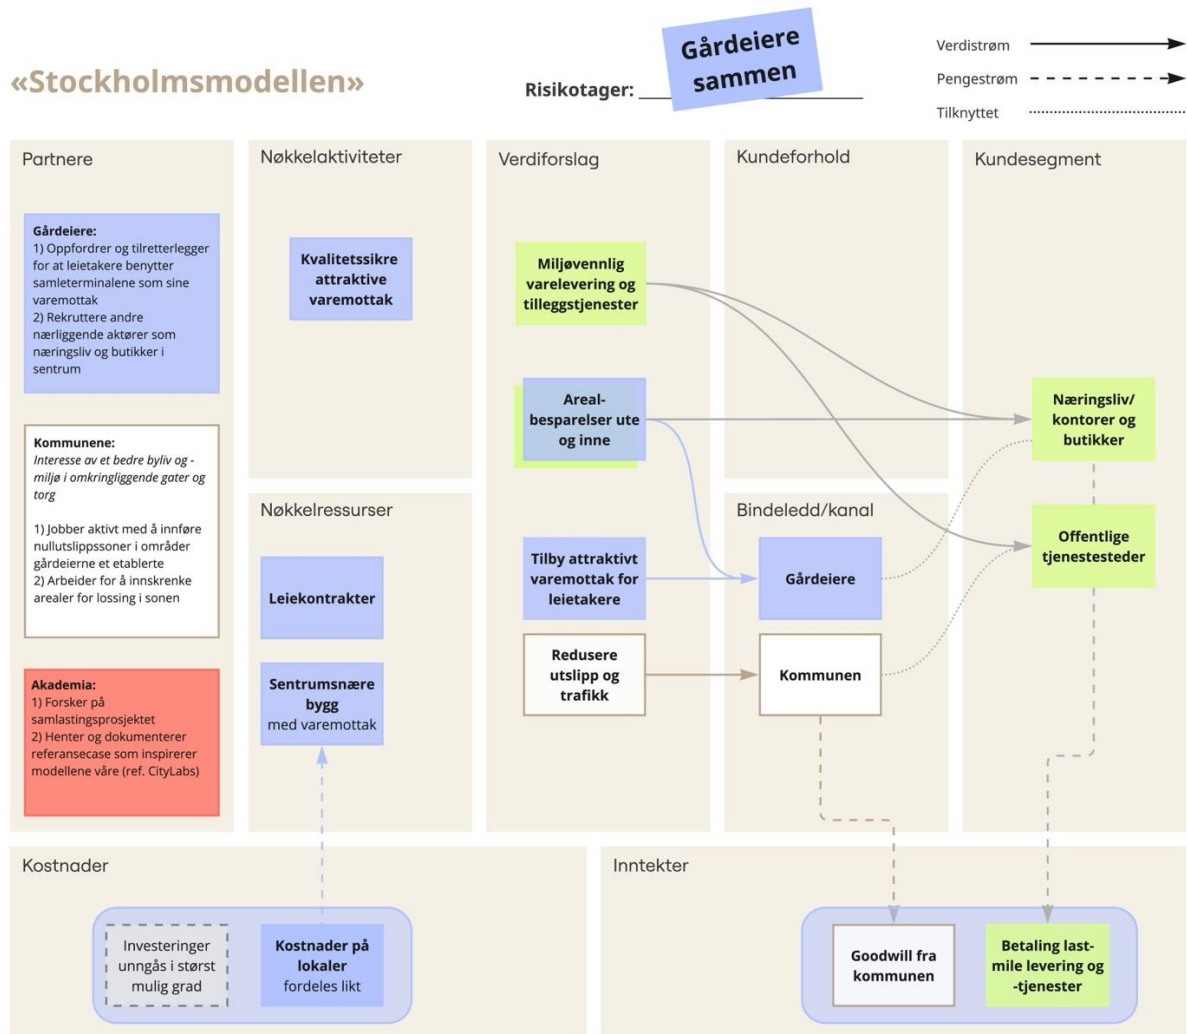 «Stockholmsmodellen»
Risikotager:
Gårdeiere
sammen
Verdistrøm
Pengestrøm
Tilknyttet
Partnere
Gårdeiere:
1) Oppfordrer og tilretterlegger
for at leietakere benytter
samleterminalene som sine
varemottak
2) Rekruttere andre
nærliggende aktører som
næringsliv og butikker i
sentrum
Kommunene:
Interesse av et bedre byliv og -
miljø i omkringliggende gater og
torg
1) Jobber aktivt med å innføre
nullutslippssoner i områder
gårdeierne et etablerte
2) Arbeider for å innskrenke
arealer for lossing i sonen
Akademia:
1) Forsker på
samlastingsprosjektet
2) Henter og dokumenterer
referansecase som inspirerer
modellene våre (ref. CityLabs)
Nøkkelaktiviteter
Kvalitetssikre
attraktive
varemottak
Nøkkelressurser
Leiekontrakter
Sentrumsnære
bygg
med varemottak
Verdiforslag
Miljøvennlig
varelevering og
tilleggstjenester
Areal-
besparelser ute
og inne
Tilby attraktivt
varemottak for
leietakere
Redusere
utslipp og
trafikk
Kundeforhold
Bindeledd/kanal
Gårdeiere
Kommunen
Kundesegment
Næringsliv/
kontorer og
butikker
Offentlige
tjenestesteder
Kostnader
Investeringer
unngås i størst
mulig grad
Kostnader på
lokaler
fordeles likt
Inntekter
Goodwill fra
kommunen
Betaling last-
mile levering og
-tjenester